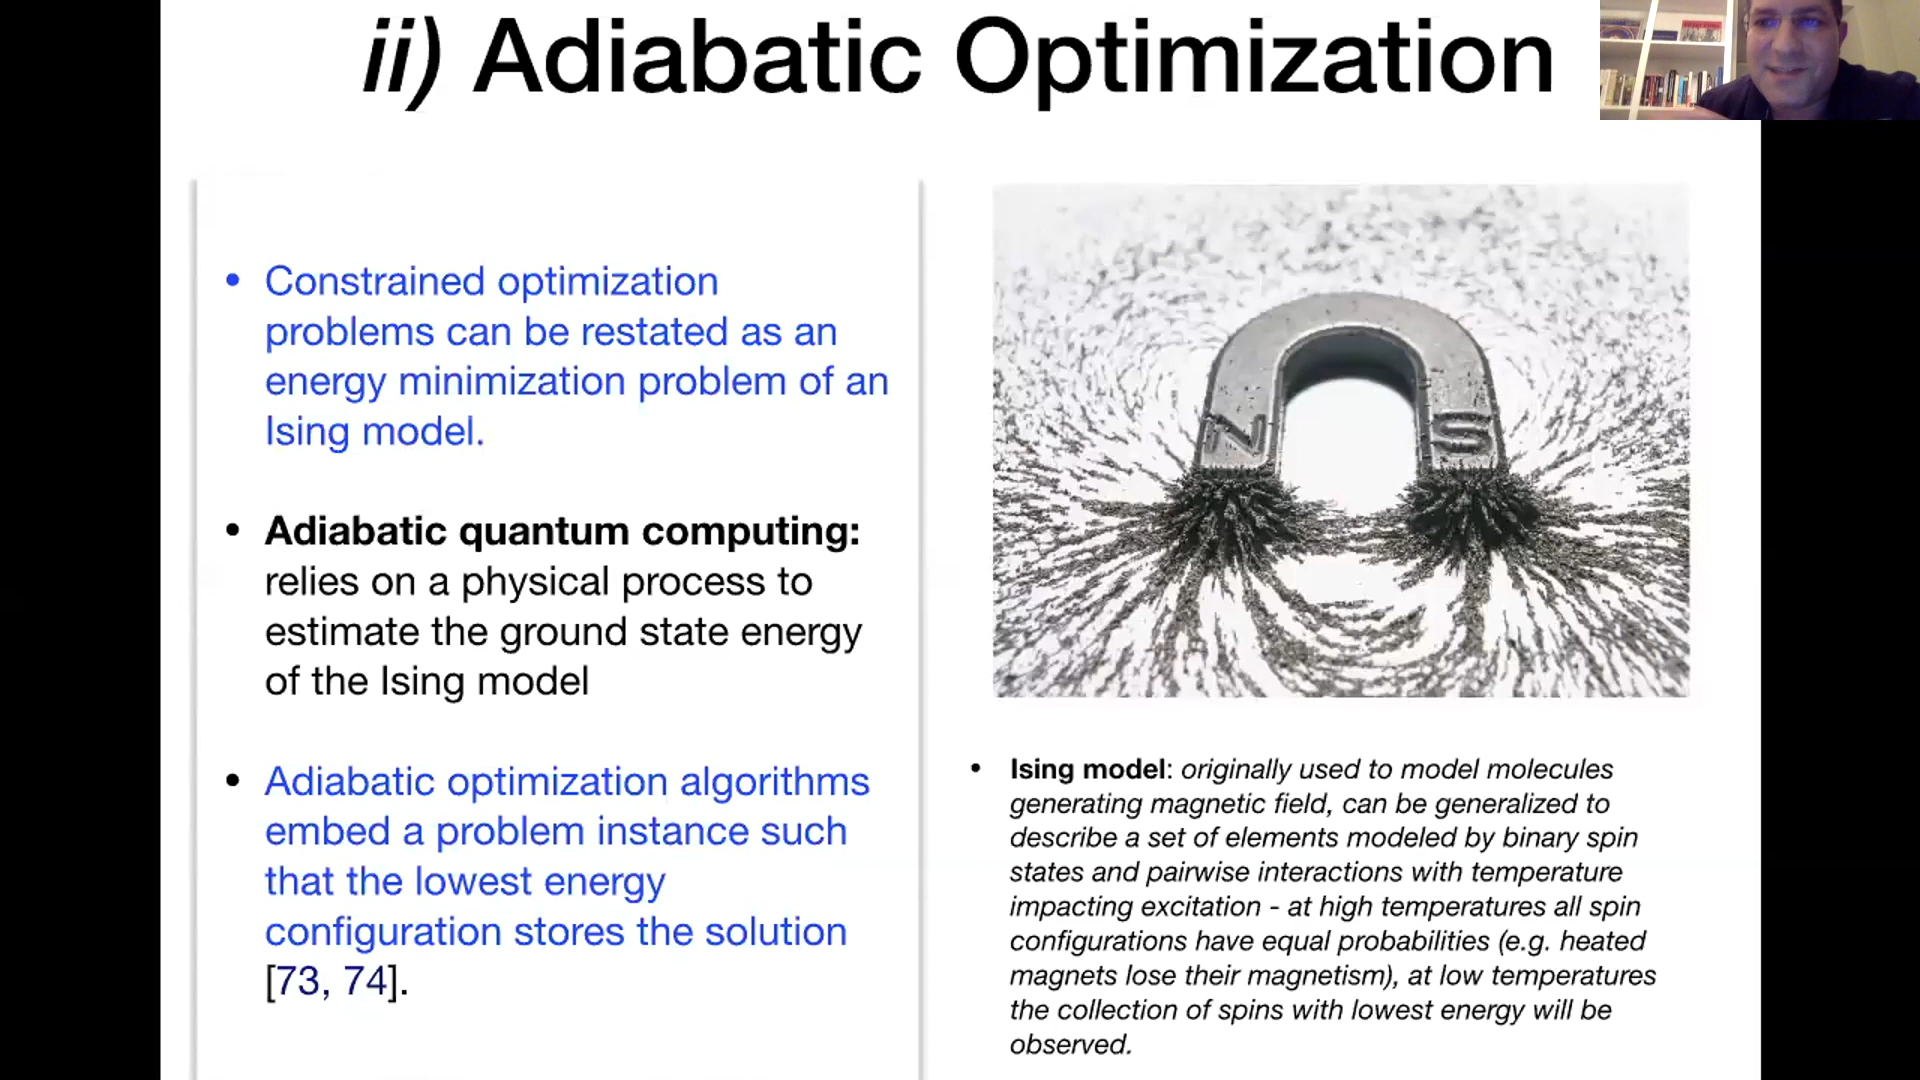 ii) Adiabatic Optimization
• Constrained optimization
problems can be restated as an
energy minimization problem of an
Ising model.
• Adiabatic quantum computing:
relies on a physical process to
estimate the ground state energy
of the Ising model
• Adiabatic optimization algorithms
embed a problem instance such
that the lowest energy
configuration stores the solution
[73, 74].
N S
• Ising model: originally used to model molecules
generating magnetic field, can be generalized to
describe a set of elements modeled by binary spin
states and pairwise interactions with temperature
impacting excitation - at high temperatures all spin
configurations have equal probabilities (e.g. heated
magnets lose their magnetism), at low temperatures
the collection of spins with lowest energy will be
observed.